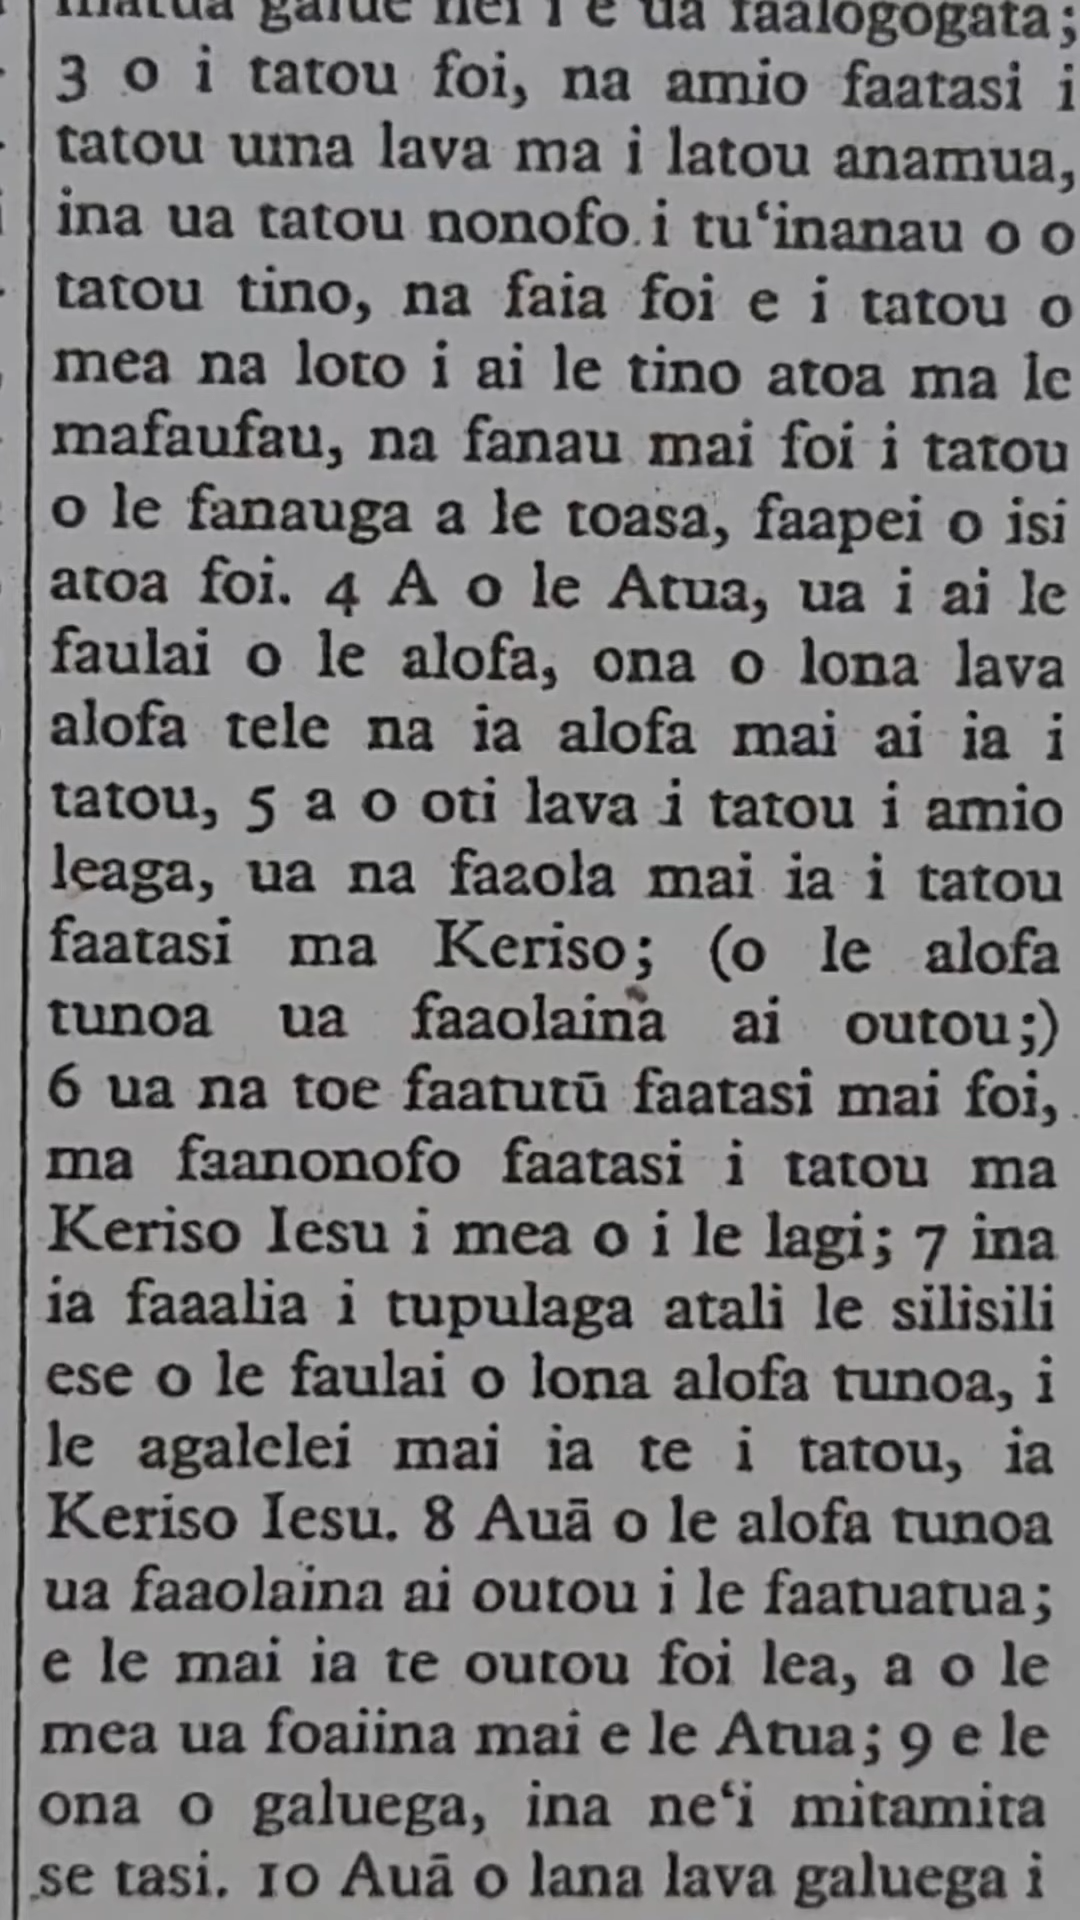 matua galue nei i e ua faalogogata;
3 o i tatou foi, na amio faatasi i
tatou uma lava ma i latou anamua,
ina ua tatou nonofo i tu‘inanau o o
tatou tino, na faia foi e i tatou o
mea na loto i ai le tino atoa ma le
mafaufau, na fanau mai foi i tatou
o le fanauga a le toasa, faapei o isi
atoa foi. 4 A o le Atua, ua i ai le
faulai o le alofa, ona o lona lava
alofa tele na ia alofa mai ai ia i
tatou, 5 a o oti lava i tatou i amio
leaga, ua na faaola mai ia i tatou
faatasi ma Keriso; (o le alofa
tunoa ua faaolaina ai outou;)
6 ua na toe faatutū faatasi mai foi,
ma faanonofo faatasi i tatou ma
Keriso Iesu i mea o i le lagi; 7 ina
ia faaalia i tupulaga atali le silisili
ese o le faulai o lona alofa tunoa, i
le agalelei mai ia te i tatou, ia
Keriso Iesu. 8 Auā o le alofa tunoa
ua faaolaina ai outou i le faatuatua;
e le mai ia te outou foi lea, a o le
mea ua foaiina mai e le Atua; 9 e le
ona o galuega, ina ne‘i mitamita
se tasi. 10 Auā o lana lava galuega i